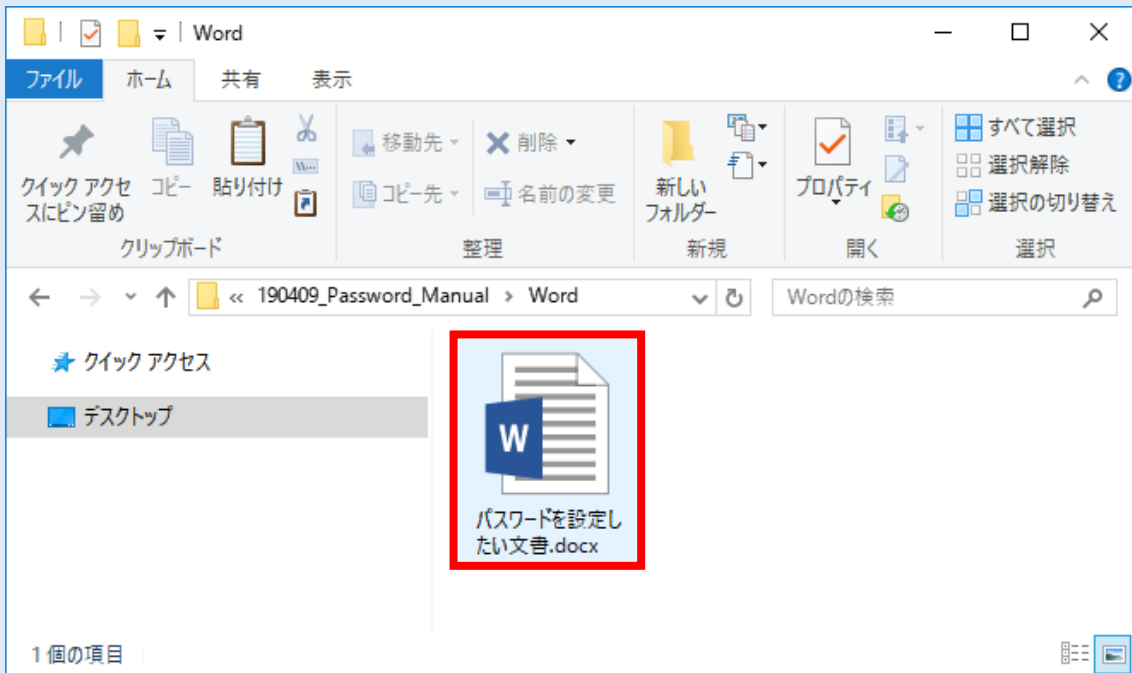 Word
ファイル ホーム 共有 表示
クイック アクセ
スにピン留め
コピー
貼り付け
移動先
コピー先
削除
名前の変更
新しい
フォルダー
プロパティ
すべて選択
選択解除
選択の切り替え
クリップボード 整理 新規 開く 選択
« 190409_Password_Manual > Word
Wordの検索
クイック アクセス
デスクトップ
W
パスワードを設定し
たい文書.docx
1 個の項目